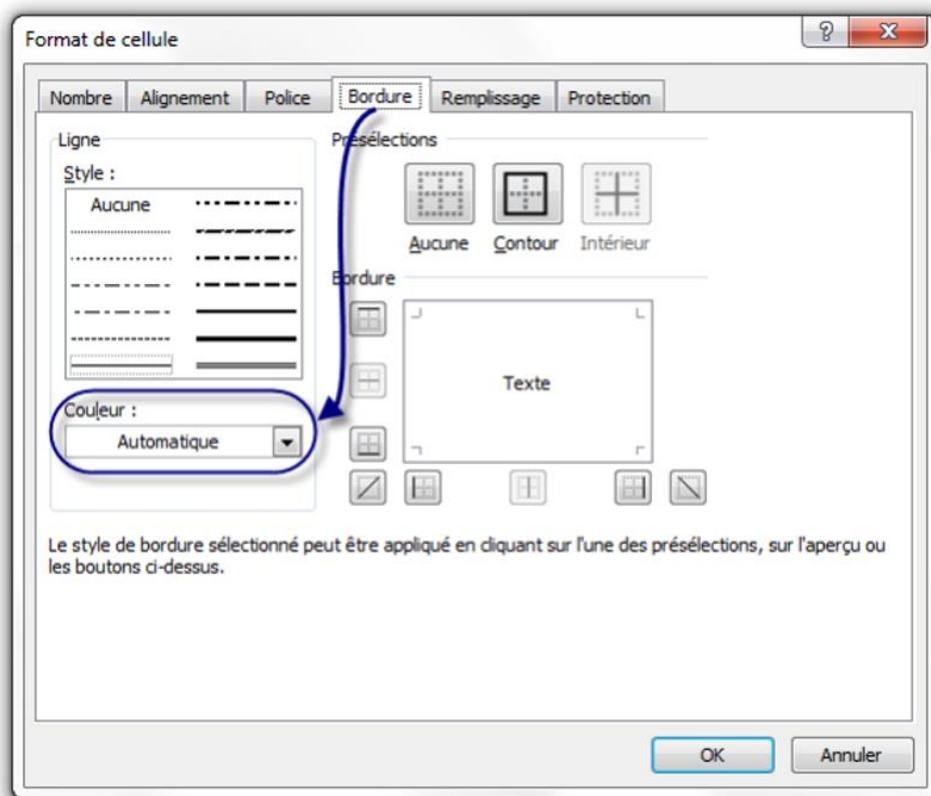 Format de cellule
Nombre Alignement Police Bordure Remplissage Protection
Ligne
Style :
Aucune
Couleur :
Automatique
Présélections
Aucune Contour Intérieur
Bordure
Texte
Le style de bordure sélectionné peut être appliqué en cliquant sur l'une des présélections, sur l'aperçu ou
les boutons ci-dessus.
OK Annuler